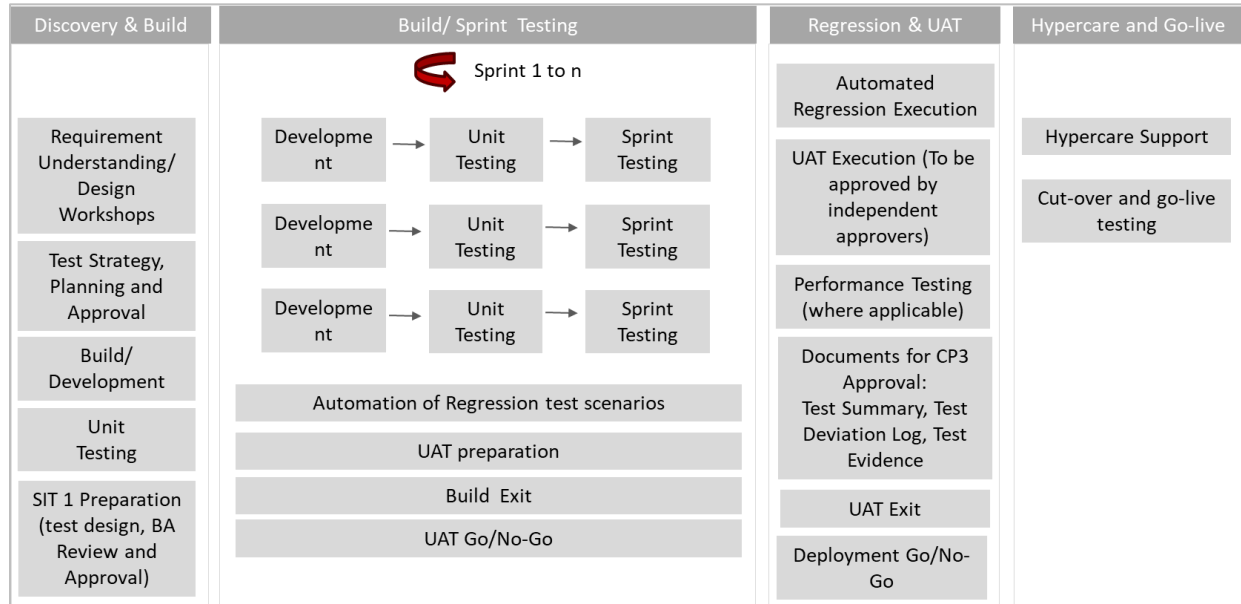 Discovery & Build
Requirement
Understanding/
Design
Workshops
Test Strategy,
Planning and
Approval
Build/
Development
Unit
Testing
SIT 1 Preparation
(test design, BA
Review and
Approval)
Build/ Sprint Testing
Sprint 1 to n
Developme
nt
Unit
Testing
Sprint
Testing
Developme
nt
Unit
Testing
Sprint
Testing
Developme
nt
Unit
Testing
Sprint
Testing
Automation of Regression test scenarios
UAT preparation
Build Exit
UAT Go/No-Go
Regression & UAT
Automated
Regression Execution
UAT Execution (To be
approved by
independent
approvers)
Performance Testing
(where applicable)
Documents for CP3
Approval:
Test Summary, Test
Deviation Log, Test
Evidence
UAT Exit
Deployment Go/No-
Go
Hypercare and Go-live
Hypercare Support
Cut-over and go-live
testing